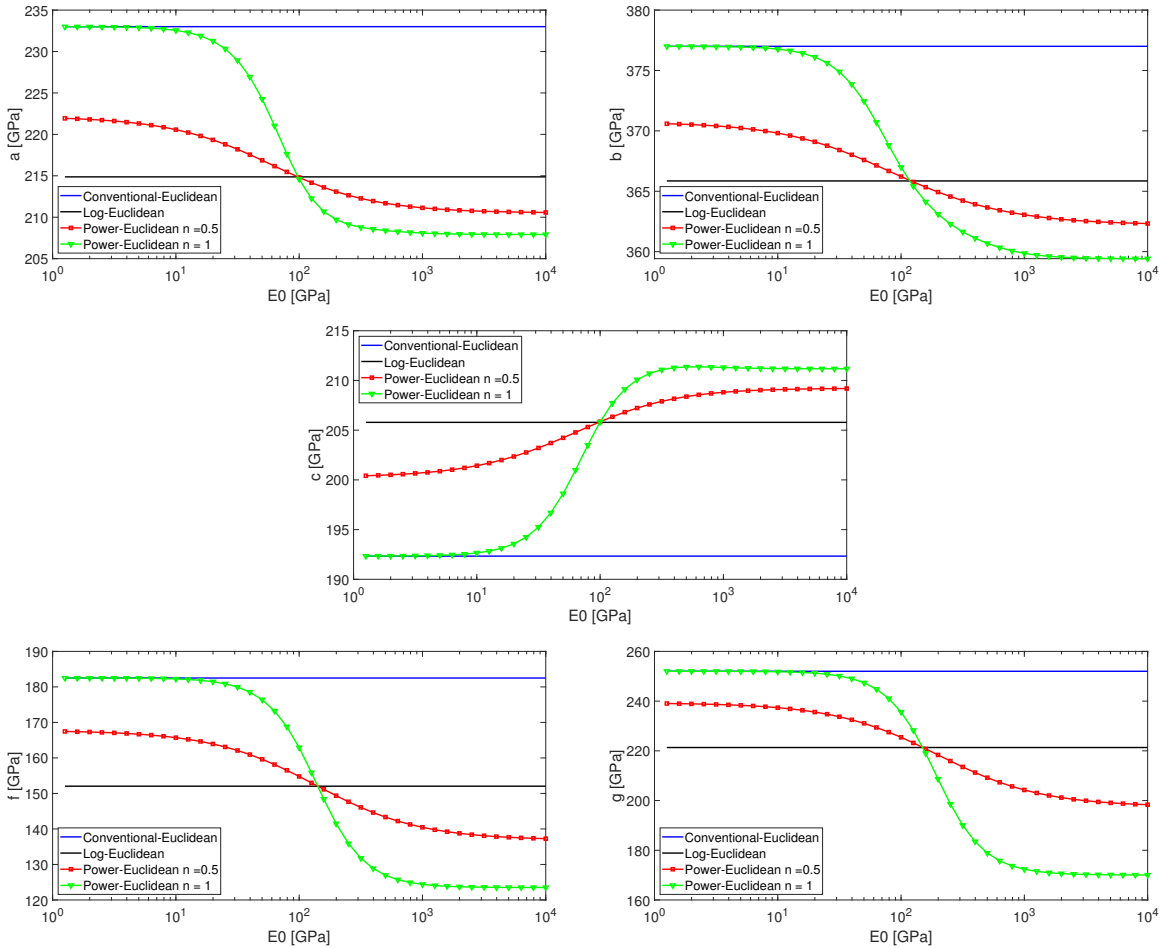 235
230
225
220
215
210
205
a [GPa]
Conventional-Euclidean
Log-Euclidean
Power-Euclidean n =0.5
Power-Euclidean n = 1
10^0 10^1 10^2 10^3 10^4
E0 [GPa]
380
375
370
365
360
b [GPa]
Conventional-Euclidean
Log-Euclidean
Power-Euclidean n =0.5
Power-Euclidean n = 1
10^0 10^1 10^2 10^3 10^4
E0 [GPa]
215
210
205
200
195
190
c [GPa]
Conventional-Euclidean
Log-Euclidean
Power-Euclidean n =0.5
Power-Euclidean n = 1
10^0 10^1 10^2 10^3 10^4
E0 [GPa]
190
180
170
160
150
140
130
120
f [GPa]
Conventional-Euclidean
Log-Euclidean
Power-Euclidean n =0.5
Power-Euclidean n = 1
10^0 10^1 10^2 10^3 10^4
E0 [GPa]
260
240
220
200
180
160
g [GPa]
Conventional-Euclidean
Log-Euclidean
Power-Euclidean n =0.5
Power-Euclidean n = 1
10^0 10^1 10^2 10^3 10^4
E0 [GPa]